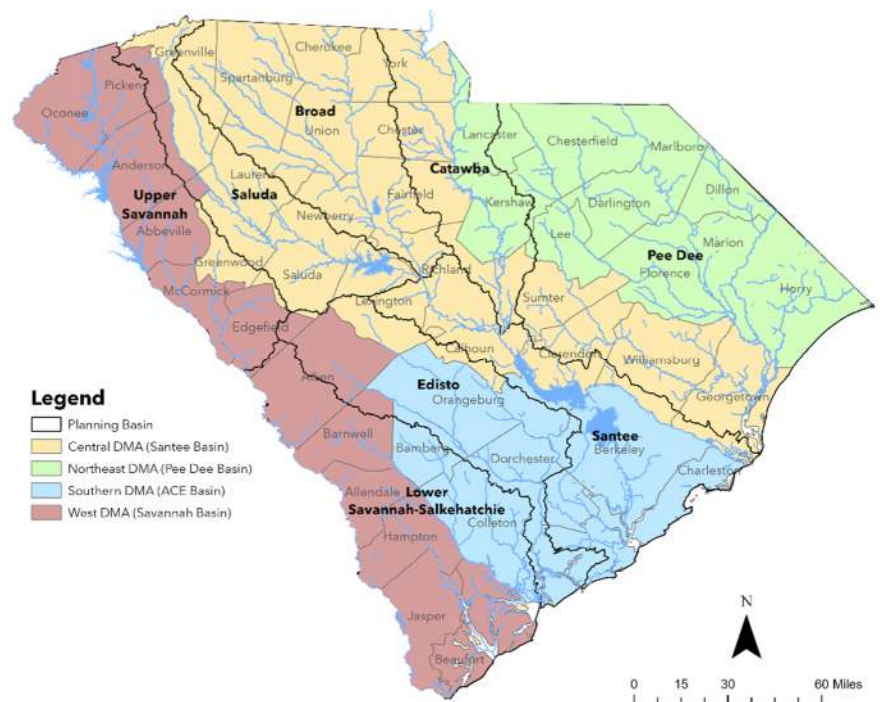 Greenville
Cherokee
York
Pickens
Spartanburg
Oconee
Broad
Union
Chester
Lancaster
Chesterfield
Marlboro
Anderson
Laurens
Catawba
Upper
Savannah
Saluda
Fairfield
Kershaw
Darlington
Dillon
Abbeville
Newberry
Lee
Marion
Greenwood
Saluda
Richland
Pee Dee
Florence
Horry
McCormick
Lexington
Sumter
Edgefield
Calhoun
Clarendon
Williamsburg
Aiken
Edisto
Orangeburg
Georgetown
Barnwell
Bamberg
Dorchester
Santee
Berkeley
Charleston
Allendale
Lower
Savannah-Salkehatchie
Colleton
Hampton
Jasper
Beaufort
Legend
Planning Basin
Central DMA (Santee Basin)
Northeast DMA (Pee Dee Basin)
Southern DMA (ACE Basin)
West DMA (Savannah Basin)
N
0 15 30 60 Miles